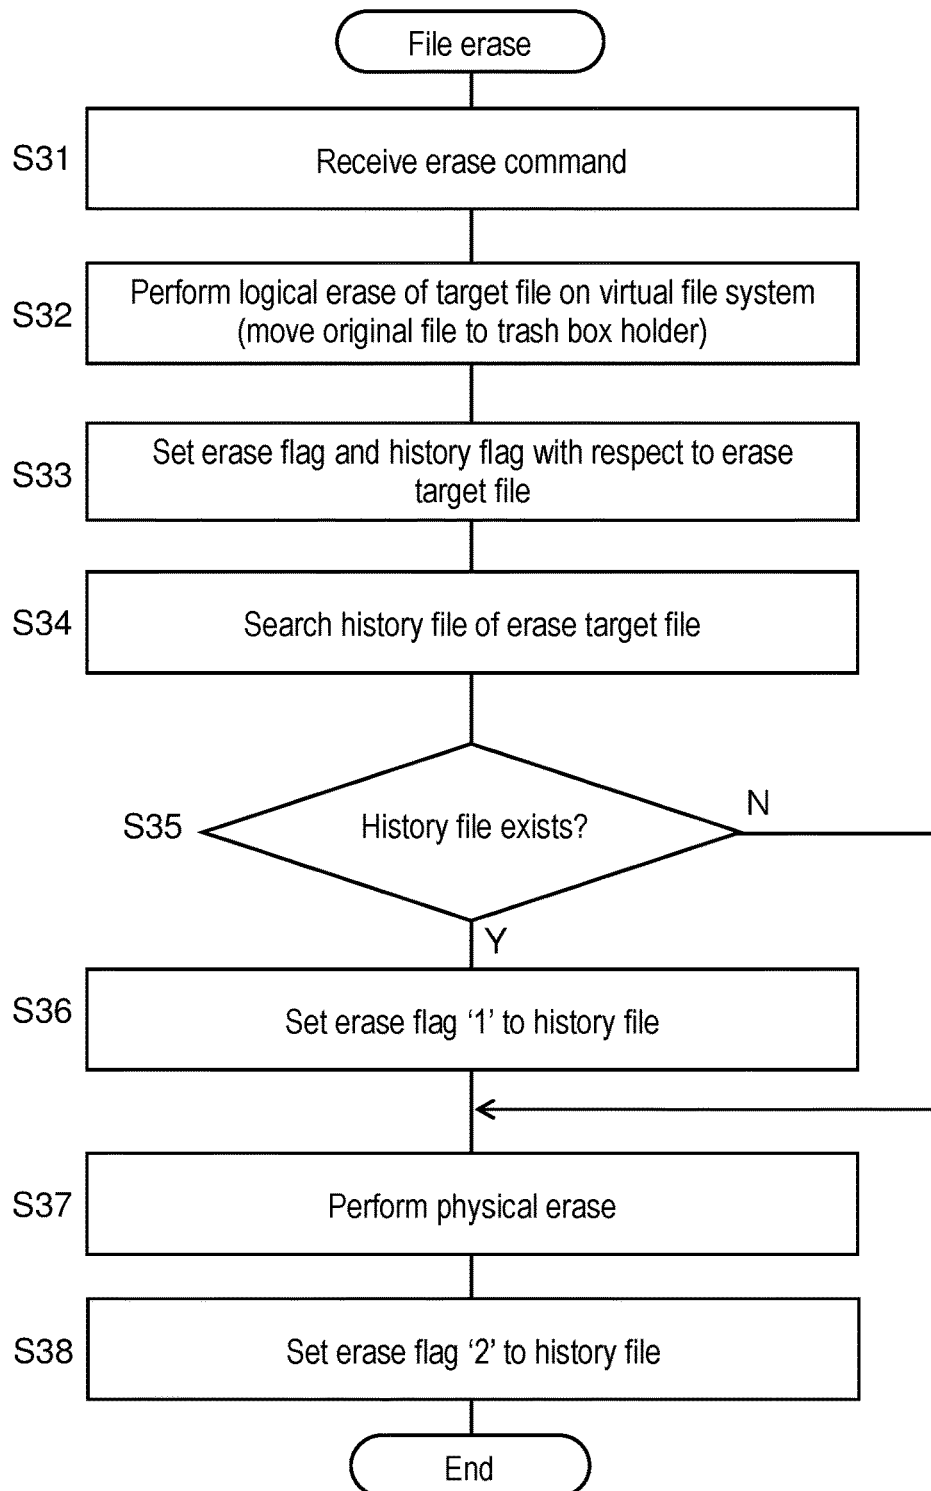 File erase
S31
Receive erase command
S32
Perform logical erase of target file on virtual file system
(move original file to trash box holder)
S33
Set erase flag and history flag with respect to erase
target file
S34
Search history file of erase target file
S35
History file exists?
N
Y
S36
Set erase flag ‘1’ to history file
S37
Perform physical erase
S38
Set erase flag ‘2’ to history file
End